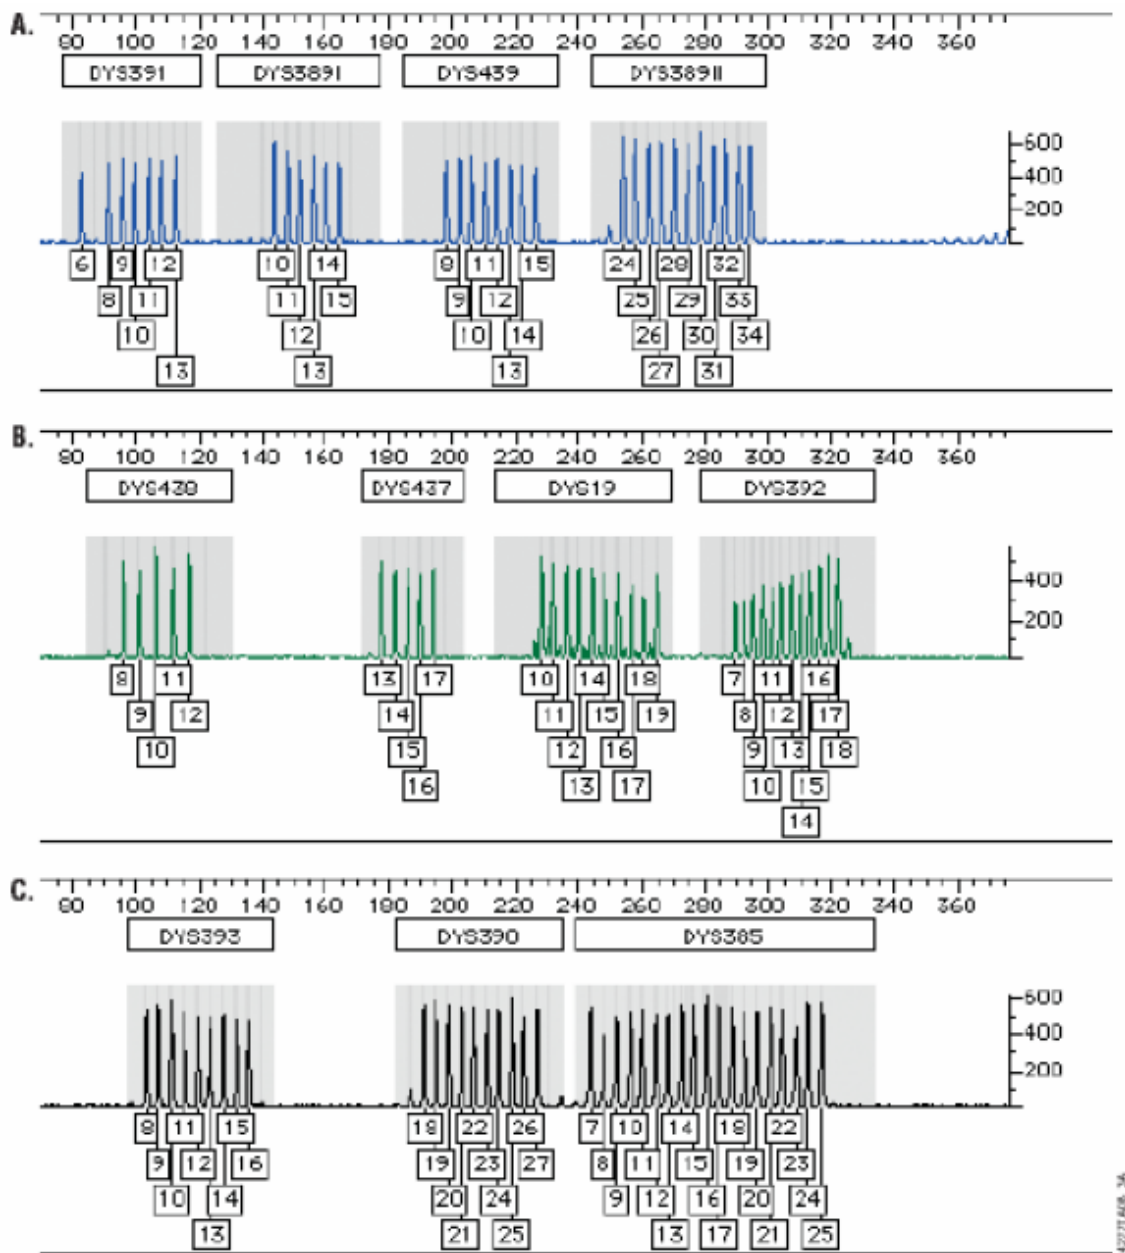 A.
80 100 120 140 160 180 200 220 240 260 280 300 320 340 360
DYS391 DYS389I DYS439 DYS389II
600
400
200
6 9 12 10 14 8 11 15 24 28 32
8 11 11 15 9 12 25 29 33
10 12 10 14 26 30 34
13 13 13 27 31
B.
80 100 120 140 160 180 200 220 240 260 280 300 320 340 360
DYS438 DYS437 DYS19 DYS392
400
200
8 11 13 17 10 14 18 7 11 16
9 12 14 11 15 19 8 12 17
10 15 12 16 9 13 18
16 13 17 10 15
14
C.
80 100 120 140 160 180 200 220 240 260 280 300 320 340 360
DYS393 DYS390 DYS385
600
400
200
8 11 15 18 22 26 7 10 14 18 22
9 12 16 19 23 27 8 11 15 19 23
10 14 20 24 9 12 16 20 24
13 21 25 13 17 21 25